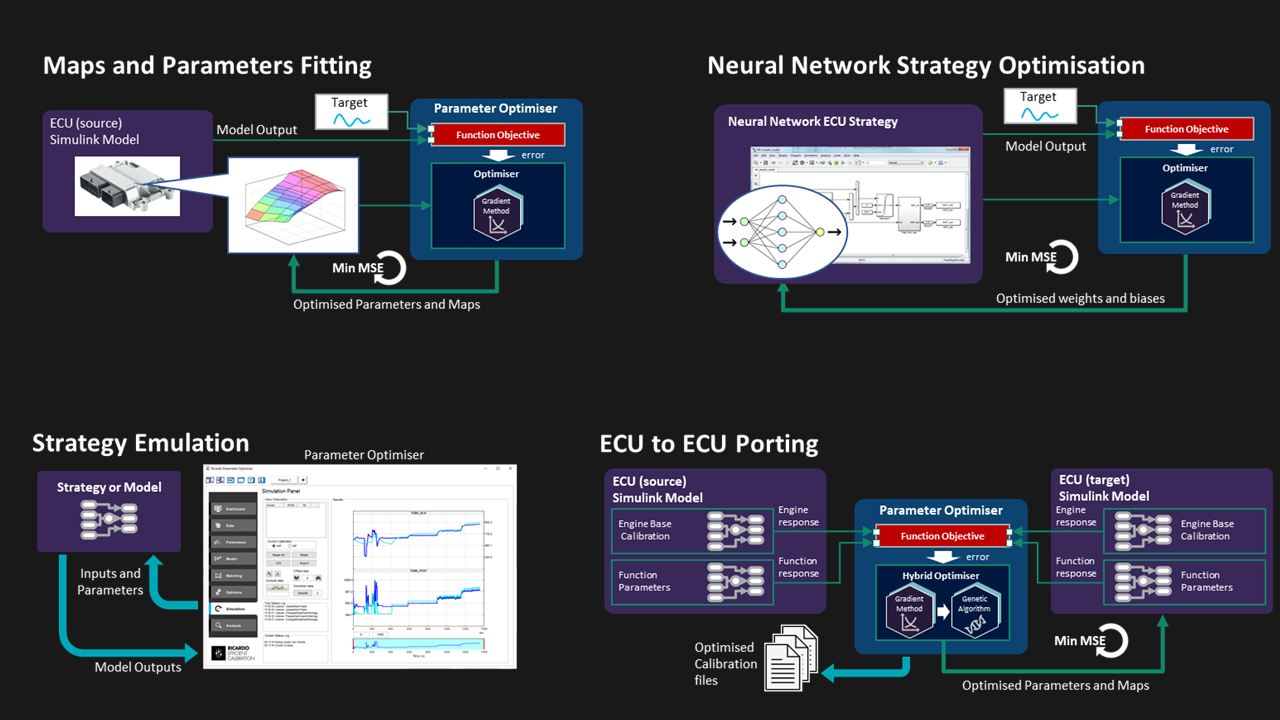 Maps and Parameters Fitting
ECU (source)
Simulink Model
Model Output
Target
Parameter Optimiser
Function Objective
error
Optimiser
Gradient
Method
Min MSE
Optimised Parameters and Maps
Neural Network Strategy Optimisation
Neural Network ECU Strategy
Target
Model Output
Function Objective
error
Optimiser
Gradient
Method
Min MSE
Optimised weights and biases
Strategy Emulation
Strategy or Model
Inputs and
Parameters
Model Outputs
Parameter Optimiser
Ricardo Parameter Optimiser
Project_1
Simulation Panel
Results
Dashboard
Data
Parameters
Model
Matching
Optimise
Simulation
Analysis
RICARDO
EFFICIENT
CALIBRATION
Time (s)
ECU to ECU Porting
ECU (source)
Simulink Model
Engine Base
Calibration
Function
Parameters
Engine
response
Function
response
Parameter Optimiser
Function Objective
error
Hybrid Optimiser
Gradient
Method
Genetic
Algorithm
ECU (target)
Simulink Model
Engine
response
Function
response
Engine Base
Calibration
Function
Parameters
Min MSE
Optimised
Calibration
files
Optimised Parameters and Maps